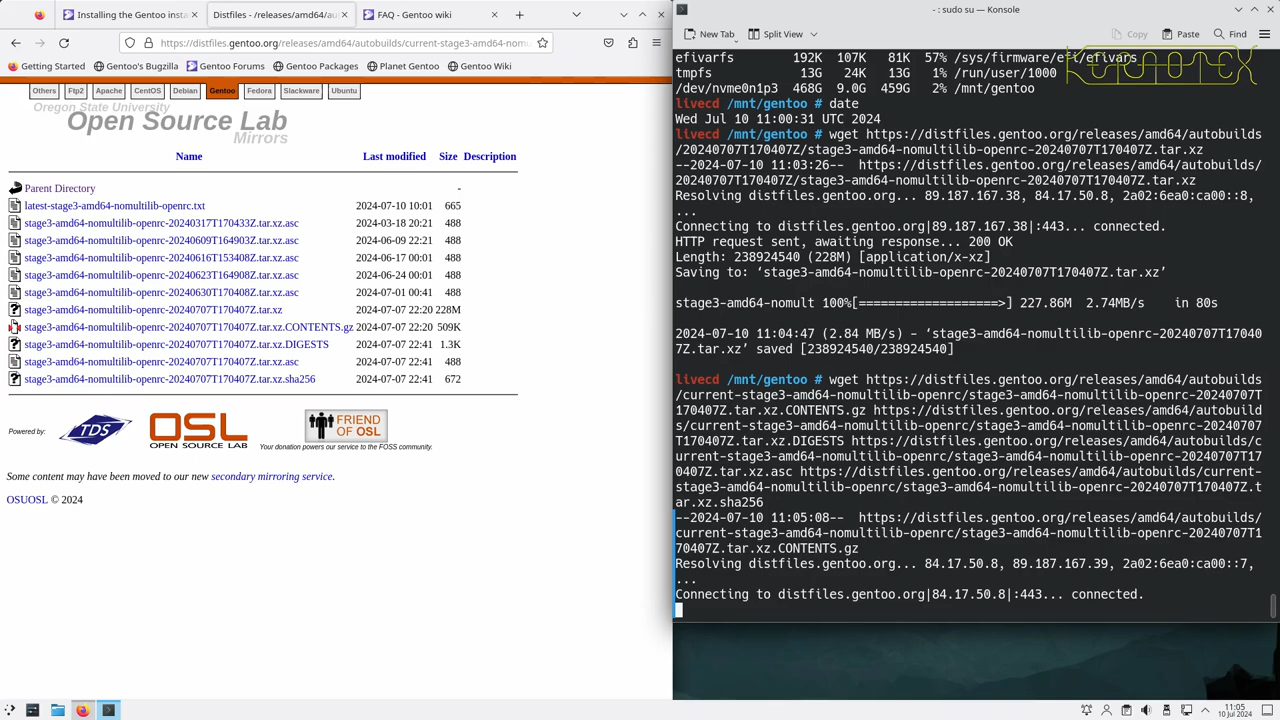 Installing the Gentoo insta
Distfiles - /releases/amd64/au
FAQ - Gentoo wiki
https://distfiles.gentoo.org/releases/amd64/autobuilds/current-stage3-amd64-nomu
Getting Started
Gentoo's Bugzilla
Gentoo Forums
Gentoo Packages
Planet Gentoo
Gentoo Wiki
Others
Ftp2
Apache
CentOS
Debian
Gentoo
Fedora
Slackware
Ubuntu
Oregon State University
Open Source Lab
Mirrors
Name Last modified Size Description
Parent Directory -
latest-stage3-amd64-nomultilib-openrc.txt 2024-07-10 10:01 665
stage3-amd64-nomultilib-openrc-20240317T170433Z.tar.xz.asc 2024-03-18 20:21 488
stage3-amd64-nomultilib-openrc-20240609T164903Z.tar.xz.asc 2024-06-09 22:21 488
stage3-amd64-nomultilib-openrc-20240616T153408Z.tar.xz.asc 2024-06-17 00:01 488
stage3-amd64-nomultilib-openrc-20240623T164908Z.tar.xz.asc 2024-06-24 00:01 488
stage3-amd64-nomultilib-openrc-20240630T170408Z.tar.xz.asc 2024-07-01 00:41 488
stage3-amd64-nomultilib-openrc-20240707T170407Z.tar.xz 2024-07-07 22:20 228M
stage3-amd64-nomultilib-openrc-20240707T170407Z.tar.xz.CONTENTS.gz 2024-07-07 22:20 509K
stage3-amd64-nomultilib-openrc-20240707T170407Z.tar.xz.DIGESTS 2024-07-07 22:41 1.3K
stage3-amd64-nomultilib-openrc-20240707T170407Z.tar.xz.asc 2024-07-07 22:41 488
stage3-amd64-nomultilib-openrc-20240707T170407Z.tar.xz.sha256 2024-07-07 22:41 672
Powered by:
TDS
OSL
OPEN SOURCE LAB
FRIEND
OF OSL
Your donation powers our service to the FOSS community.
Some content may have been moved to our new secondary mirroring service.
OSUOSL © 2024
- : sudo su — Konsole
New Tab
Split View
Copy
Paste
Find
KERNOTEX
efivarfs 192K 107K 81K 57% /sys/firmware/efi/efivars
tmpfs 13G 24K 13G 1% /run/user/1000
/dev/nvme0n1p3 468G 9.0G 459G 2% /mnt/gentoo
livecd /mnt/gentoo # date
Wed Jul 10 11:00:31 UTC 2024
livecd /mnt/gentoo # wget https://distfiles.gentoo.org/releases/amd64/autobuilds
/20240707T170407Z/stage3-amd64-nomultilib-openrc-20240707T170407Z.tar.xz
--2024-07-10 11:03:26-- https://distfiles.gentoo.org/releases/amd64/autobuilds/
20240707T170407Z/stage3-amd64-nomultilib-openrc-20240707T170407Z.tar.xz
Resolving distfiles.gentoo.org... 89.187.167.38, 84.17.50.8, 2a02:6ea0:ca00::8,
...
Connecting to distfiles.gentoo.org|89.187.167.38|:443... connected.
HTTP request sent, awaiting response... 200 OK
Length: 238924540 (228M) [application/x-xz]
Saving to: ‘stage3-amd64-nomultilib-openrc-20240707T170407Z.tar.xz’
stage3-amd64-nomult 100%[===================>] 227.86M 2.74MB/s in 80s
2024-07-10 11:04:47 (2.84 MB/s) - ‘stage3-amd64-nomultilib-openrc-20240707T17040
7Z.tar.xz’ saved [238924540/238924540]
livecd /mnt/gentoo # wget https://distfiles.gentoo.org/releases/amd64/autobuilds
/current-stage3-amd64-nomultilib-openrc/stage3-amd64-nomultilib-openrc-20240707T
170407Z.tar.xz.CONTENTS.gz https://distfiles.gentoo.org/releases/amd64/autobuild
s/current-stage3-amd64-nomultilib-openrc/stage3-amd64-nomultilib-openrc-20240707
T170407Z.tar.xz.DIGESTS https://distfiles.gentoo.org/releases/amd64/autobuilds/c
urrent-stage3-amd64-nomultilib-openrc/stage3-amd64-nomultilib-openrc-20240707T17
0407Z.tar.xz.asc https://distfiles.gentoo.org/releases/amd64/autobuilds/current-
stage3-amd64-nomultilib-openrc/stage3-amd64-nomultilib-openrc-20240707T170407Z.t
ar.xz.sha256
--2024-07-10 11:05:08-- https://distfiles.gentoo.org/releases/amd64/autobuilds/
current-stage3-amd64-nomultilib-openrc/stage3-amd64-nomultilib-openrc-20240707T1
70407Z.tar.xz.CONTENTS.gz
Resolving distfiles.gentoo.org... 84.17.50.8, 89.187.167.39, 2a02:6ea0:ca00::7,
...
Connecting to distfiles.gentoo.org|84.17.50.8|:443... connected.
11:05
10 Jul 2024